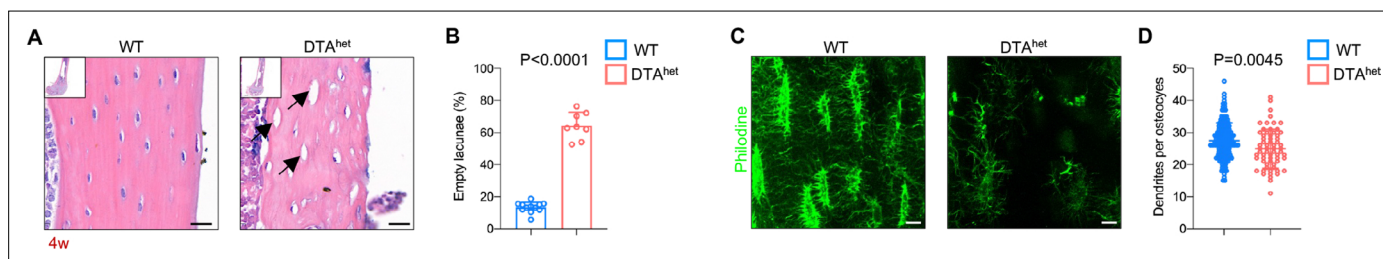 A
WT
DTAhet
4w
B
P<0.0001
WT
DTAhet
Empty lacunae (%)
100
80
60
40
20
0
C
WT
DTAhet
Philodine
D
P=0.0045
WT
DTAhet
Dendrites per osteocytes
50
40
30
20
10
0